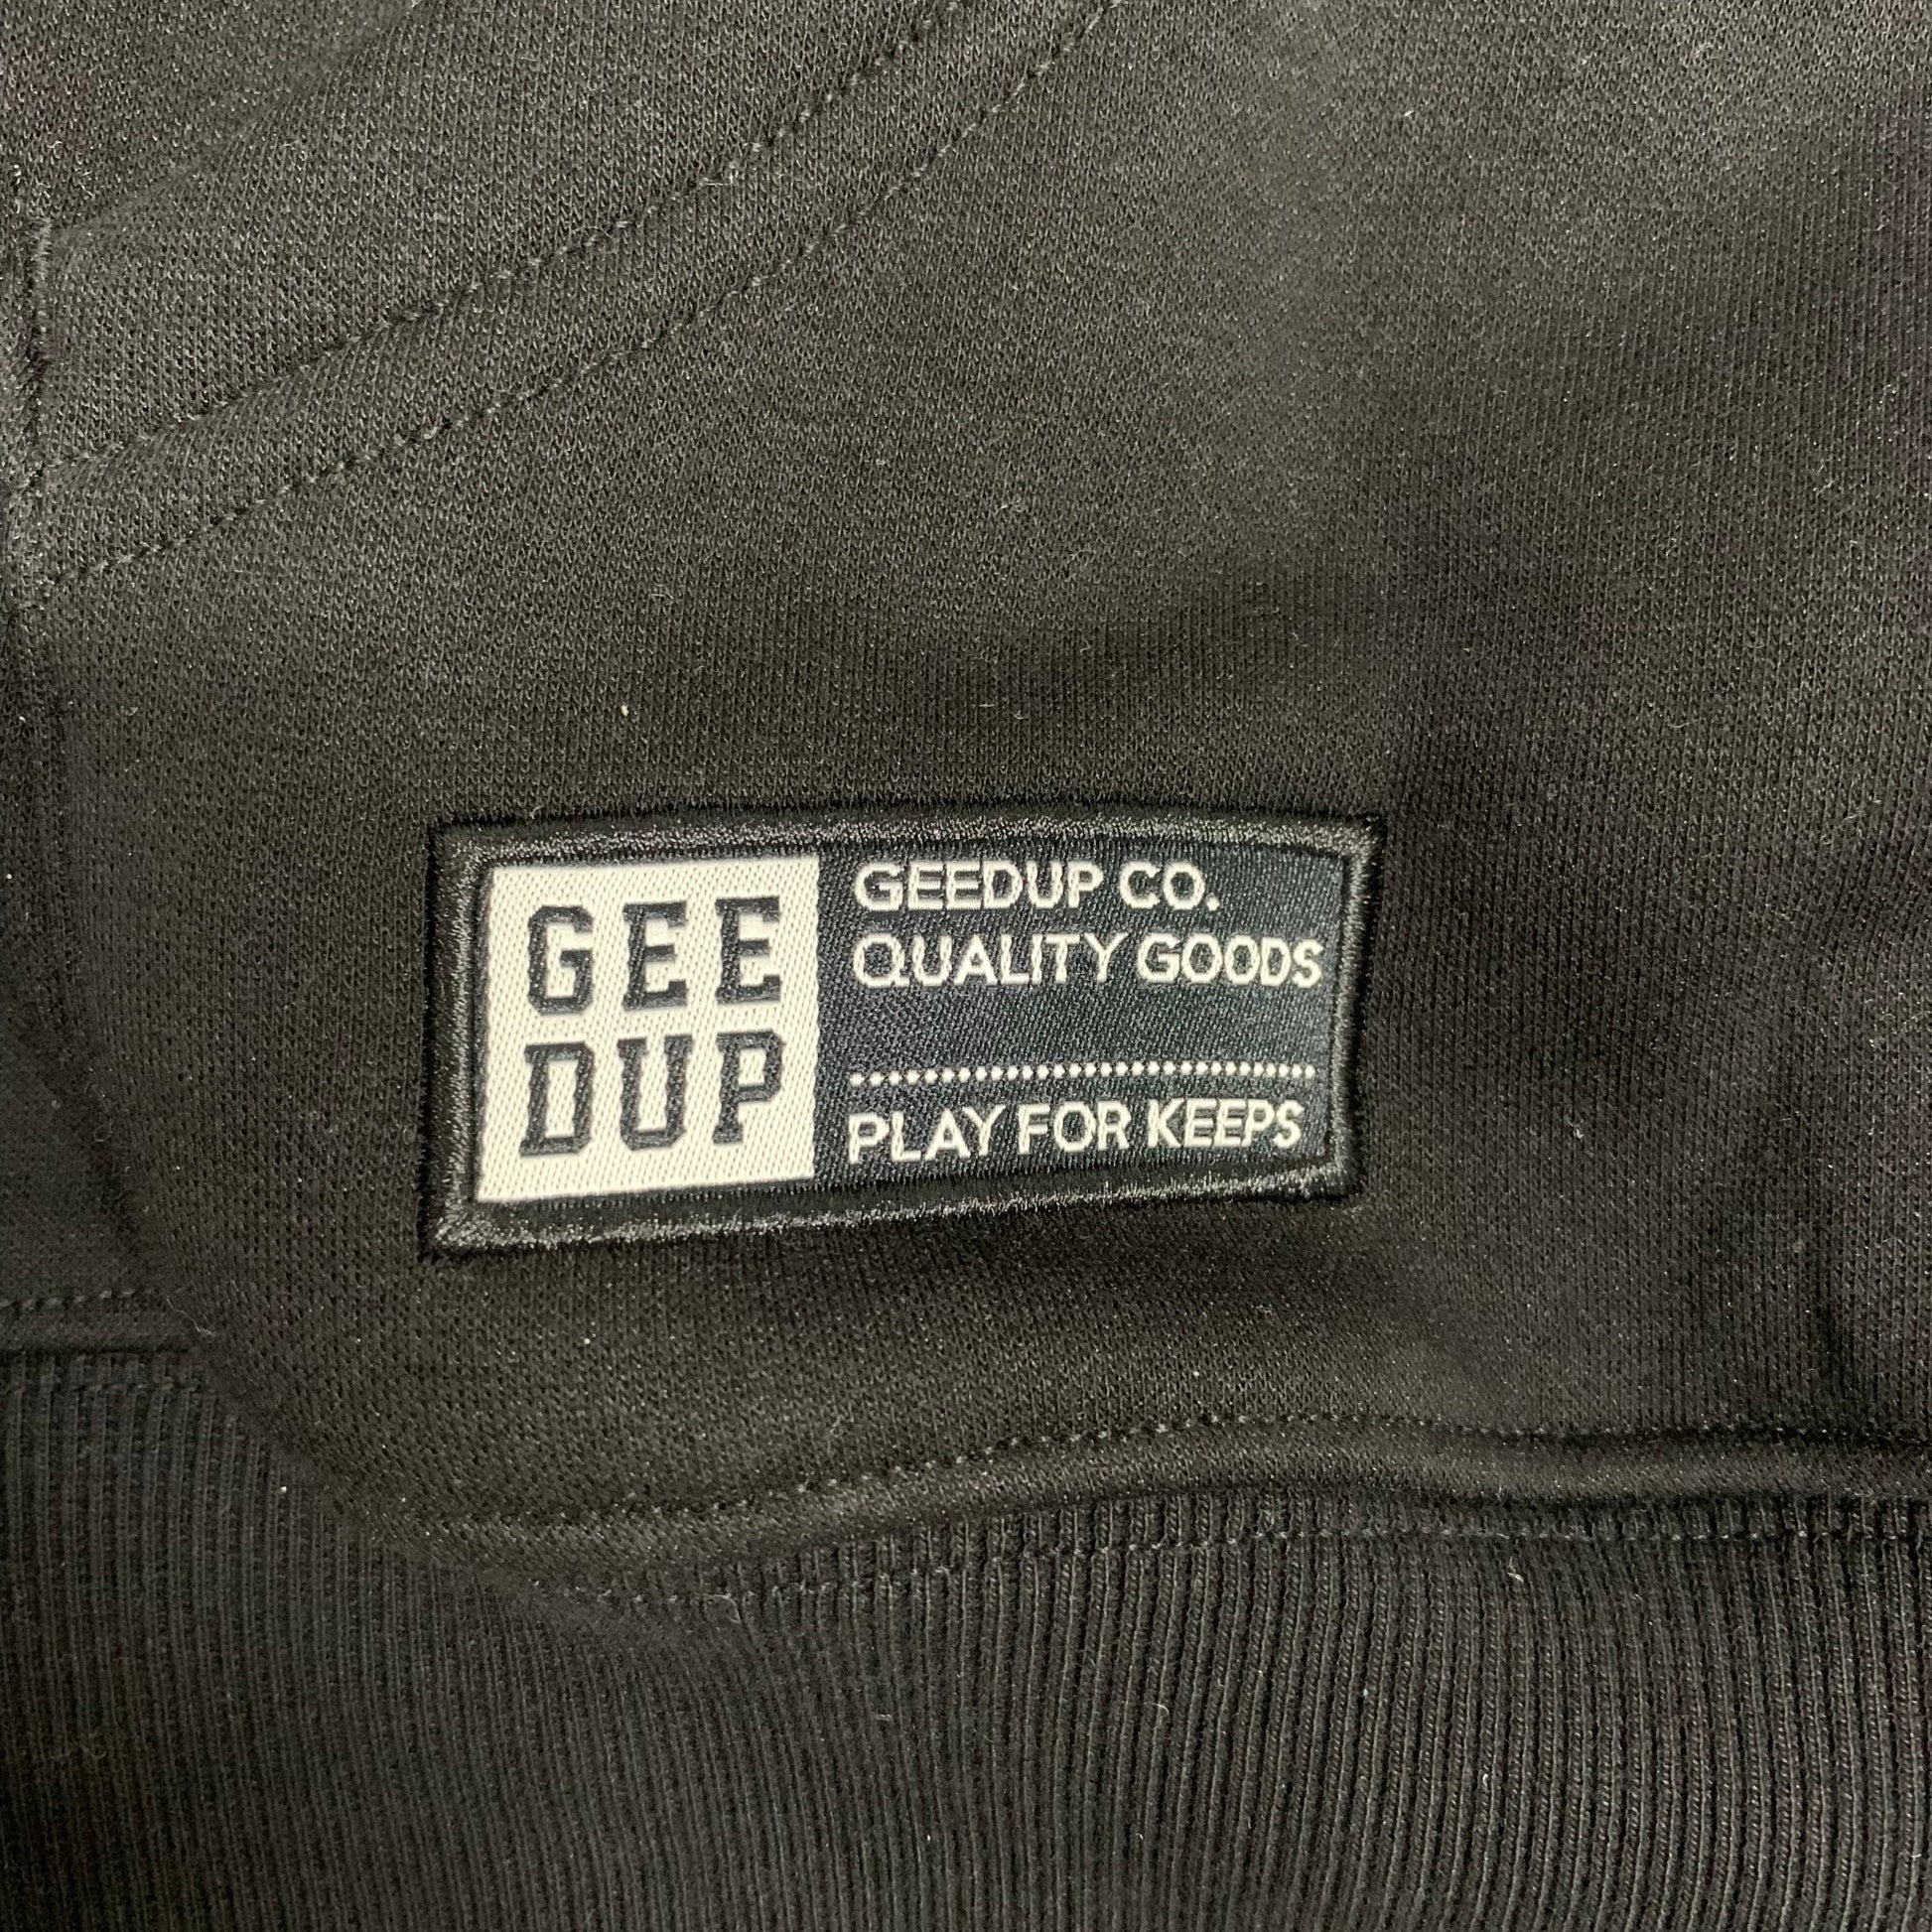 GEE
DUP
GEEDUP CO.
QUALITY GOODS
PLAY FOR KEEPS